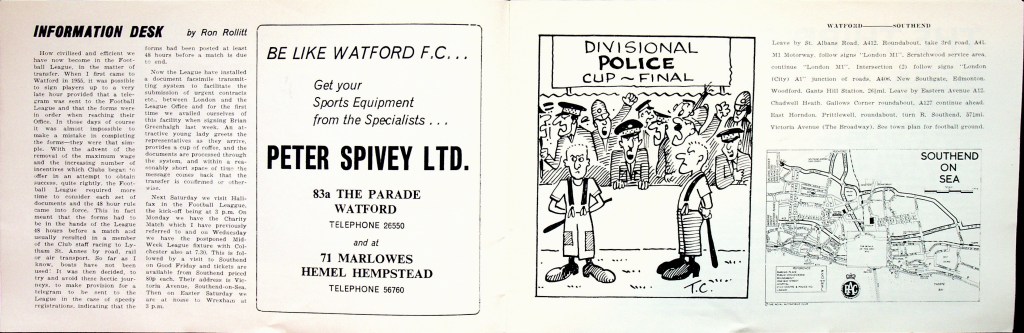 INFORMATION DESK
by Ron Rollitt
How civilised and efficient we
have now become in the Foot-
ball League, in the matter of
transfer. When I first came to
Watford in 1955, it was possible
to sign players up to a very
late hour provided that a tele-
gram was sent to the Football
League and that the forms were
in order when reaching their
Office. In those days of course
it was almost impossible to
make a mistake in completing
the forms—they were that sim-
ple. With the advent of the
removal of the maximum wage
and the increasing number of
incentives which Clubs began to
offer in an attempt to obtain
success, quite rightly, the Foot-
ball League required more
time to consider each set of
documents and the 48 hour rule
came into force. This in fact
meant that the forms had to
be in the hands of the League
48 hours before a match and
usually resulted in a member
of the Club staff racing to Ly-
tham St. Annes by road, rail
or air transport. So far as I
know, boats have not been
used! It was then decided, to
try and avoid these hectic jour-
neys, to make provision for a
telegram to be sent to the
League in the case of speedy
registrations, indicating that the
forms had been posted at least
48 hours before a match is due
to end.
Now the League have installed
a document facsimile transmit-
ting system to facilitate the
submission of urgent contracts
etc., between London and the
League Office and for the first
time we availed ourselves of
this facility when signing Brian
Greenhalgh last week. An at-
tractive young lady greets the
representatives as they arrive,
provides a cup of coffee, and the
documents are processed through
the system, and within a rea-
sonably short space of time the
message comes back that the
transfer is confirmed or other-
wise.
Next Saturday we visit Hali-
fax in the Football Leaggue,
the kick-off being at 3 p.m. On
Monday we have the Charity
Match which I have previously
referred to and on Wednesday
we have the postponed Mid-
Week League fixture with Col-
chester also at 7.30. This is fol-
lowed by a visit to Southend
on Good Friday and tickets are
available from Southend priced
80p each. Their address is Vic-
toria Avenue, Southend-on-Sea.
Then on Easter Saturday we
are at home to Wrexham at
3 p.m.
BE LIKE WATFORD F.C...
Get your
Sports Equipment
from the Specialists . . .
PETER SPIVEY LTD.
83a THE PARADE
WATFORD
TELEPHONE 26550
and at
71 MARLOWES
HEMEL HEMPSTEAD
TELEPHONE 56760
DIVISIONAL
POLICE
CUP ~ FINAL
T.C.
WATFORD——SOUTHEND
Leave by St. Albans Road, A412. Roundabout, take 3rd road, A41.
M1 Motorway, follow signs "London M1", Scratchwood service area,
continue "London M1". Intersection (2) follow signs "London
(City) A1" junction of roads, A406, New Southgate, Edmonton,
Woodford, Gants Hill Station, 26½ml. Leave by Eastern Avenue A12.
Chadwell Heath. Gallows Corner roundabout, A127 continue ahead.
East Horndon. Prittlewell, roundabout, turn R. Southend, 57½ml.
Victoria Avenue (The Broadway). See town plan for football ground.
SOUTHEND
ON
SEA
RAC